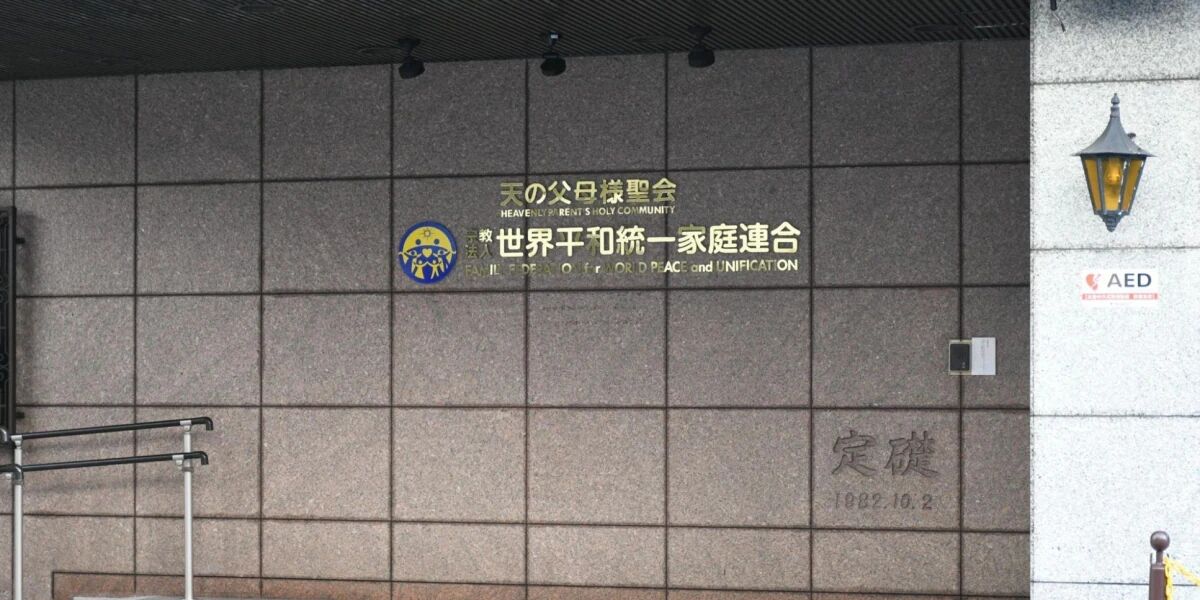 天の父母様聖会
HEAVENLY PARENT'S HOLY COMMUNITY
宗教法人 世界平和統一家庭連合
FAMILY FEDERATION for WORLD PEACE and UNIFICATION
AED
定礎
1982.10.2